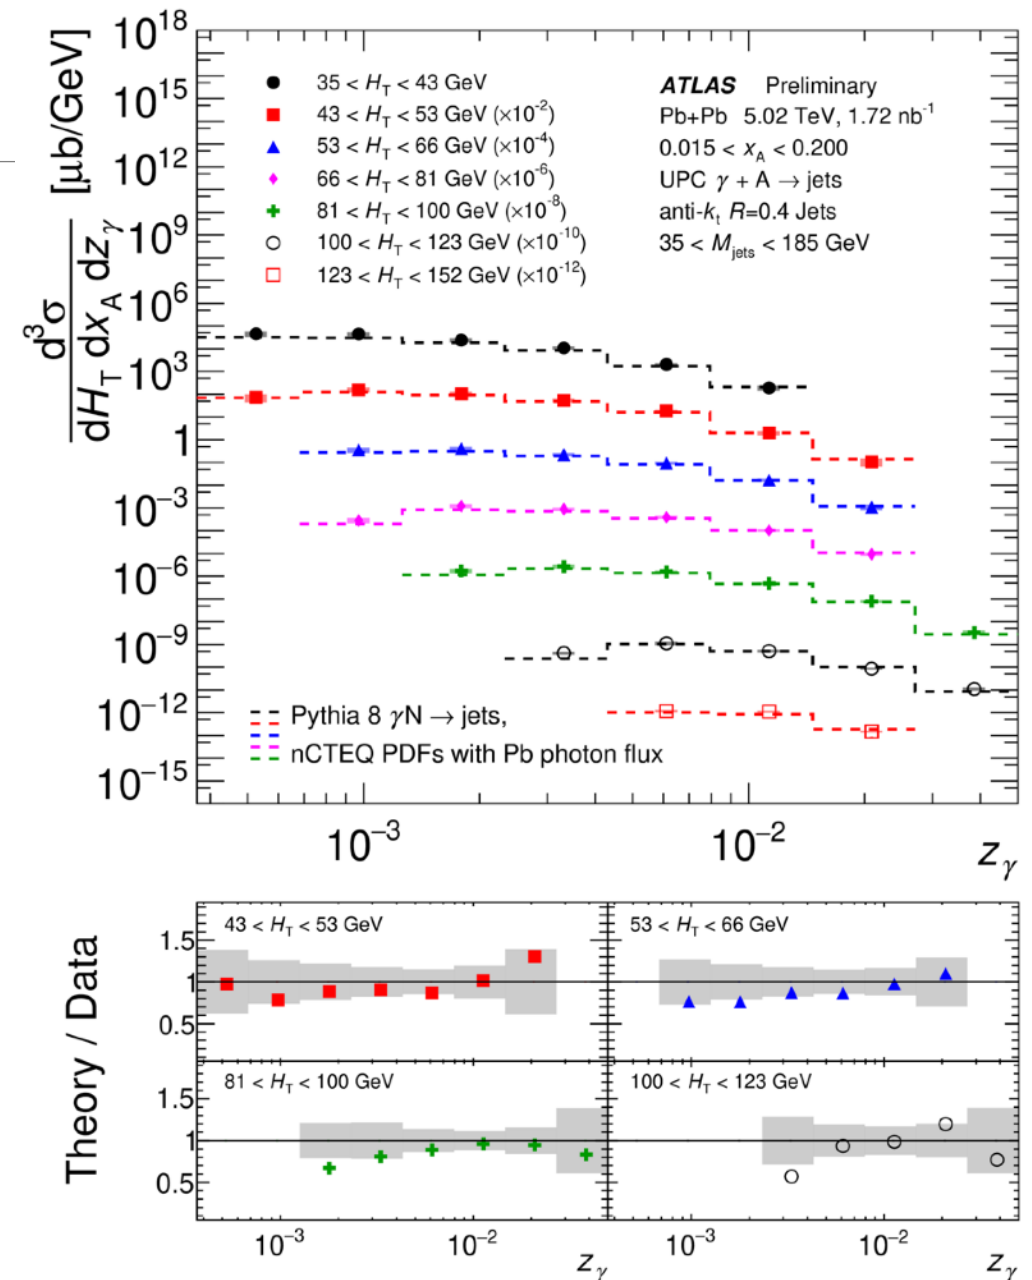 10^18
10^15
10^12
10^9
10^6
10^3
1
10^−3
10^−6
10^−9
10^−12
10^−15
d^3σ
dH_T dx_A dz_γ
[μb/GeV]
35 < H_T < 43 GeV
43 < H_T < 53 GeV (×10^-2)
53 < H_T < 66 GeV (×10^-4)
66 < H_T < 81 GeV (×10^-6)
81 < H_T < 100 GeV (×10^-8)
100 < H_T < 123 GeV (×10^-10)
123 < H_T < 152 GeV (×10^-12)
ATLAS Preliminary
Pb+Pb 5.02 TeV, 1.72 nb^-1
0.015 < x_A < 0.200
UPC γ + A → jets
anti-k_t R=0.4 Jets
35 < M_jets < 185 GeV
Pythia 8 γN → jets,
nCTEQ PDFs with Pb photon flux
10^−3
10^−2
z_γ
Theory / Data
43 < H_T < 53 GeV
53 < H_T < 66 GeV
1.5
1
0.5
81 < H_T < 100 GeV
100 < H_T < 123 GeV
1.5
1
0.5
10^−3
10^−2
z_γ
10^−3
10^−2
z_γ